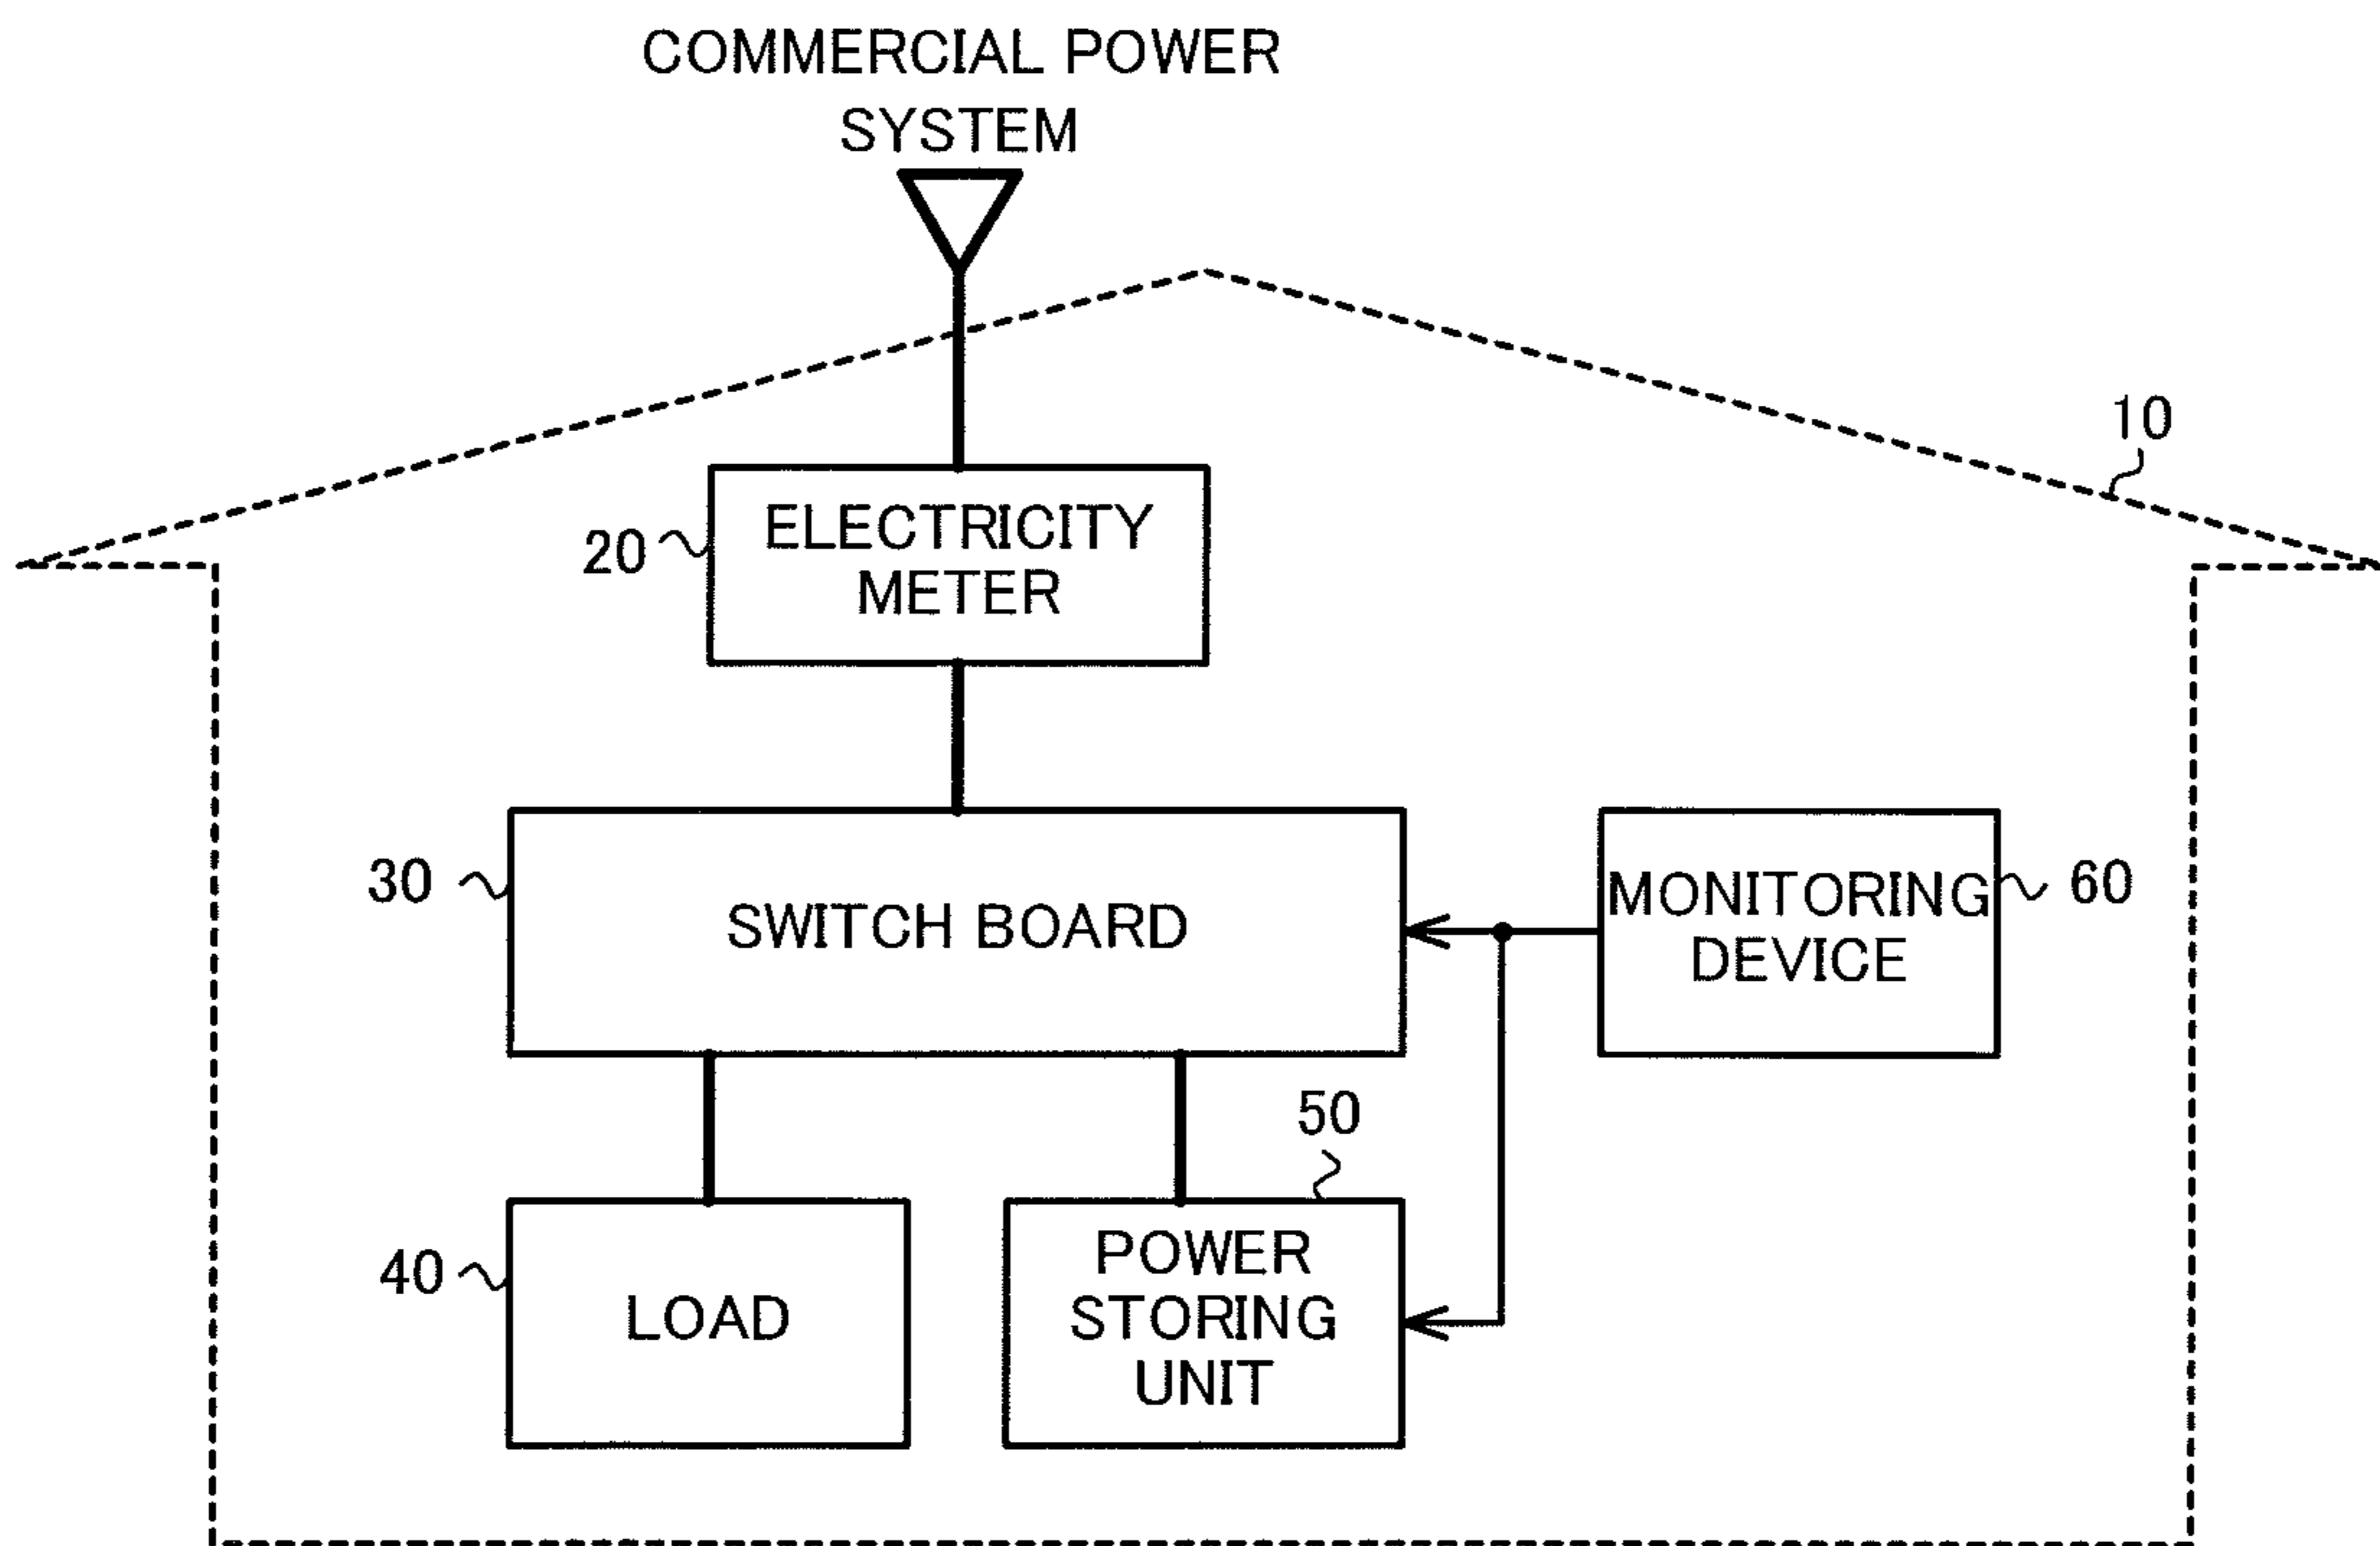 COMMERCIAL POWER
SYSTEM
10
20
ELECTRICITY
METER
30
SWITCH BOARD
MONITORING
DEVICE
60
50
40
LOAD
POWER
STORING
UNIT